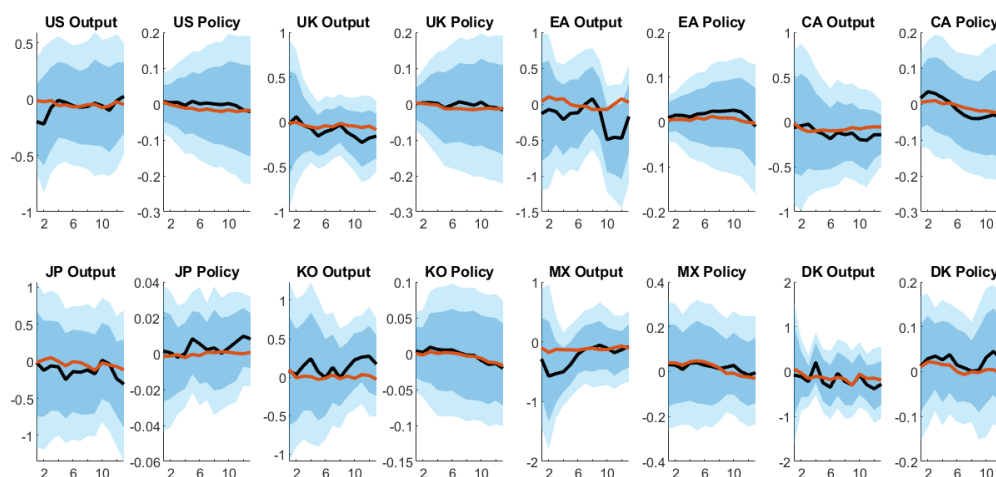 US Output US Policy UK Output UK Policy EA Output EA Policy CA Output CA Policy
0.5 0 -0.5 -1
0.2 0.1 0 -0.1 -0.2 -0.3
1 0.5 0 -0.5 -1
0.2 0.1 0 -0.1 -0.2 -0.3
1 0.5 0 -0.5 -1 -1.5
0.2 0.1 0 -0.1 -0.2
1 0.5 0 -0.5 -1
0.2 0.1 0 -0.1 -0.2 -0.3
2 6 10 2 6 10 2 6 10 2 6 10 2 6 10 2 6 10 2 6 10 2 6 10
JP Output JP Policy KO Output KO Policy MX Output MX Policy DK Output DK Policy
1 0.5 0 -0.5 -1
0.04 0.02 0 -0.02 -0.04 -0.06
1 0.5 0 -0.5 -1
0.1 0.05 0 -0.05 -0.1 -0.15
1 0 -1 -2
0.4 0.2 0 -0.2 -0.4
2 1 0 -1 -2
0.2 0.1 0 -0.1 -0.2
2 6 10 2 6 10 2 6 10 2 6 10 2 6 10 2 6 10 2 6 10 2 6 10